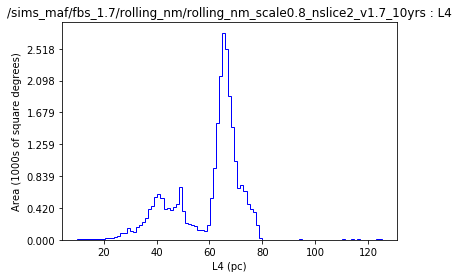 /sims_maf/fbs_1.7/rolling_nm/rolling_nm_scale0.8_nslice2_v1.7_10yrs : L4
2.518
2.098
1.679
1.259
0.839
0.420
0.000
Area (1000s of square degrees)
20 40 60 80 100 120
L4 (pc)